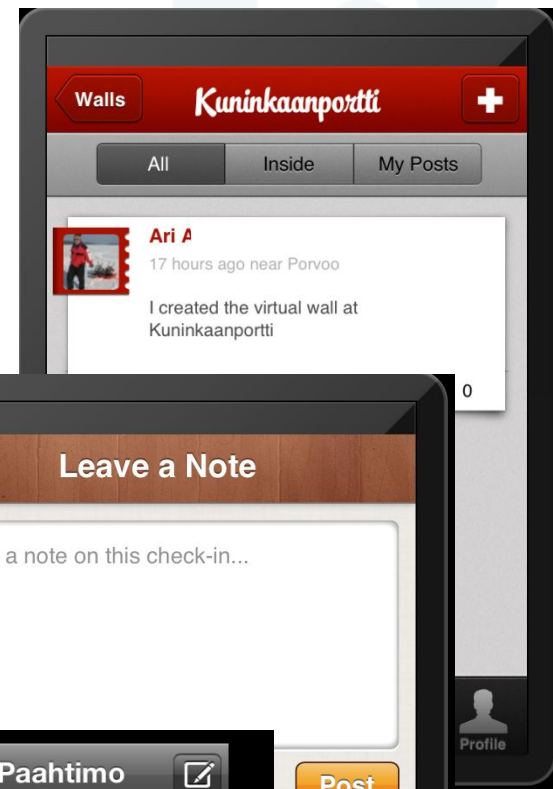 Walls
Kuninkaanportti
All
Inside
My Posts
Ari A
17 hours ago near Porvoo
I created the virtual wall at
Kuninkaanportti
0
Leave a Note
a note on this check-in...
Profile
Paahtimo
Post